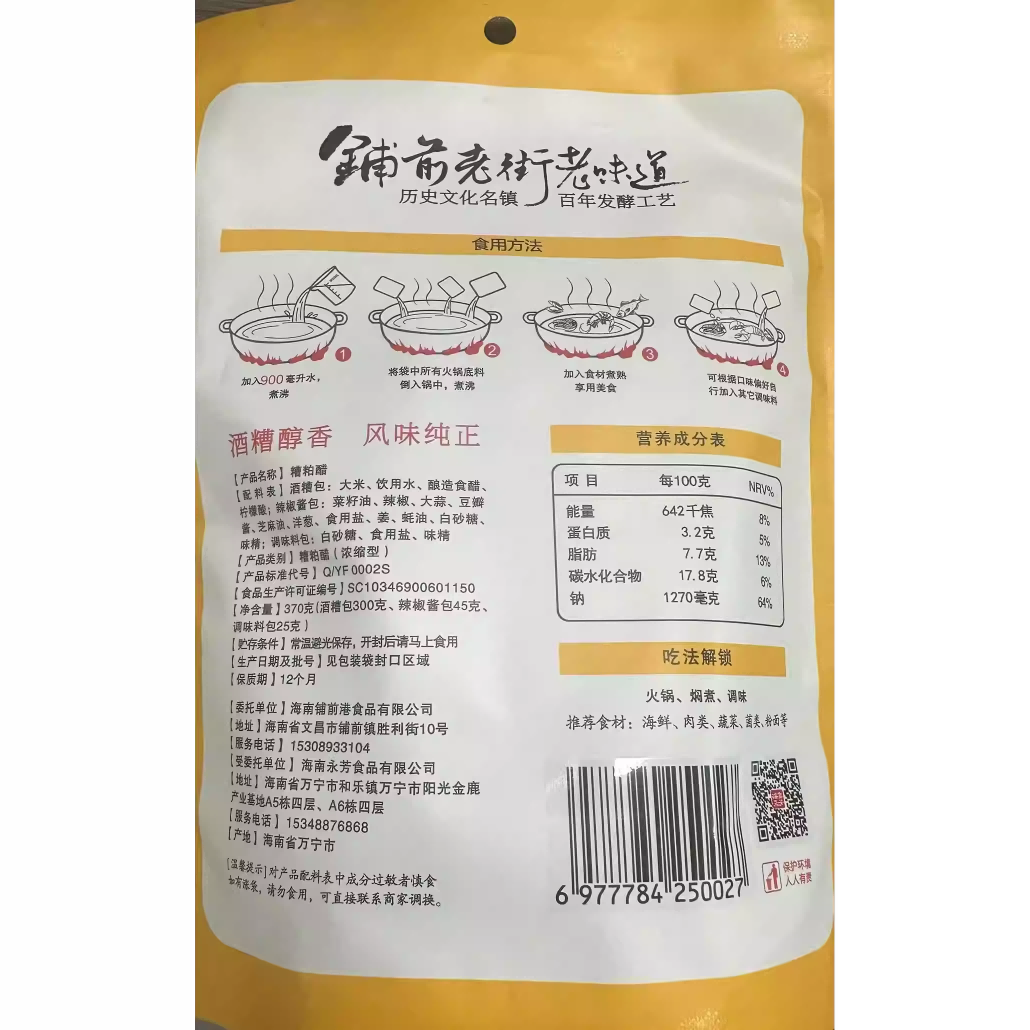 鋪前老街老味道
历史文化名镇 百年发酵工艺
食用方法
1
加入900毫升水，
煮沸
2
将袋中所有火锅底料
倒入锅中，煮沸
3
加入食材煮熟
享用美食
4
可根据口味偏好自
行加入其它调味料
酒糟醇香 风味纯正
【产品名称】糟粕醋
【配料表】酒糟包：大米、饮用水、酿造食醋、
柠檬酸；辣椒酱包：菜籽油、辣椒、大蒜、豆瓣
酱、芝麻油、洋葱、食用盐、姜、蚝油、白砂糖、
味精；调味料包：白砂糖、食用盐、味精
【产品类别】糟粕醋（浓缩型）
【产品标准代号】Q/YF 0002S
【食品生产许可证编号】SC10346900601150
【净含量】370克(酒糟包300克、辣椒酱包45克、
调味料包25克）
【贮存条件】常温避光保存，开封后请马上食用
【生产日期及批号】见包装袋封口区域
【保质期】12个月
【委托单位】海南铺前港食品有限公司
【地址】海南省文昌市铺前镇胜利街10号
【服务电话】15308933104
【受委托单位】海南永芳食品有限公司
【地址】海南省万宁市和乐镇万宁市阳光金鹿
产业基地A5栋四层、A6栋四层
【服务电话】15348876868
【产地】海南省万宁市
[温馨提示]对产品配料表中成分过敏者慎食
如有涨袋，请勿食用，可直接联系商家调换。
营养成分表
项 目 每100克 NRV%
能量 642千焦 8%
蛋白质 3.2克 5%
脂肪 7.7克 13%
碳水化合物 17.8克 6%
钠 1270毫克 64%
吃法解锁
火锅、焖煮、调味
推荐食材：海鲜、肉类、蔬菜、菌类、粉面等
6 977784 250027
保护环境
人人有责